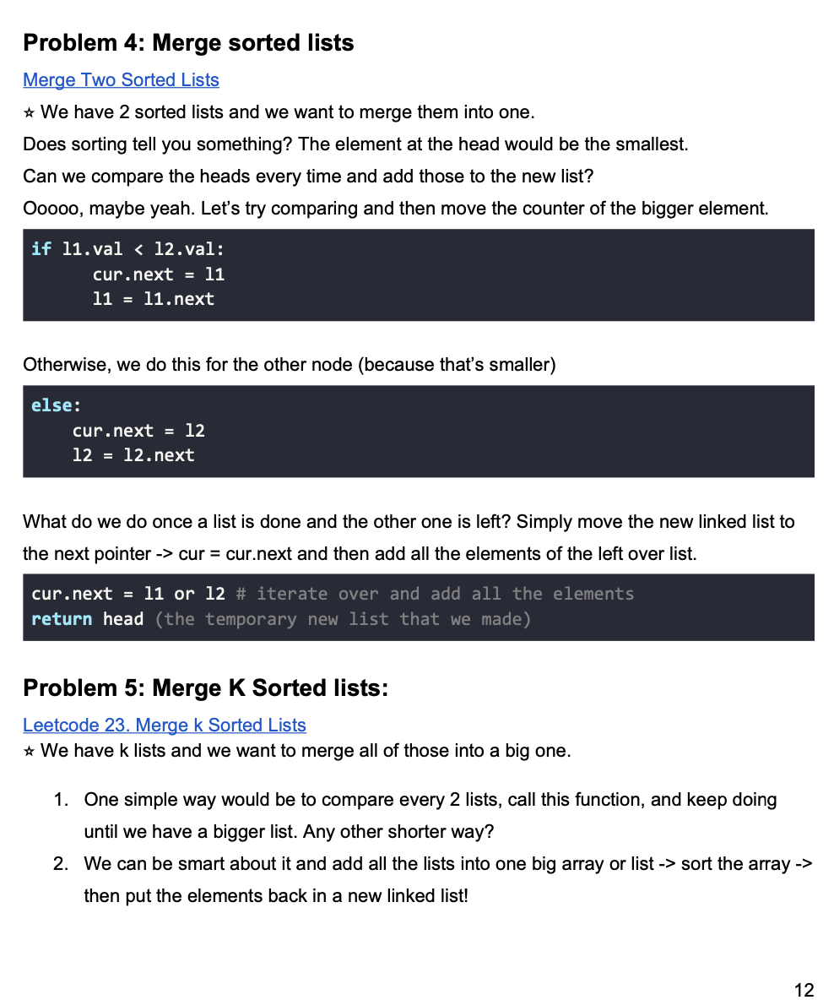 Problem 4: Merge sorted lists
Merge Two Sorted Lists
☆ We have 2 sorted lists and we want to merge them into one.
Does sorting tell you something? The element at the head would be the smallest.
Can we compare the heads every time and add those to the new list?
Ooooo, maybe yeah. Let’s try comparing and then move the counter of the bigger element.
if l1.val < l2.val:
      cur.next = l1
      l1 = l1.next
Otherwise, we do this for the other node (because that’s smaller)
else:
    cur.next = l2
    l2 = l2.next
What do we do once a list is done and the other one is left? Simply move the new linked list to
the next pointer -> cur = cur.next and then add all the elements of the left over list.
cur.next = l1 or l2 # iterate over and add all the elements
return head (the temporary new list that we made)
Problem 5: Merge K Sorted lists:
Leetcode 23. Merge k Sorted Lists
☆ We have k lists and we want to merge all of those into a big one.
1. One simple way would be to compare every 2 lists, call this function, and keep doing
until we have a bigger list. Any other shorter way?
2. We can be smart about it and add all the lists into one big array or list -> sort the array ->
then put the elements back in a new linked list!
12